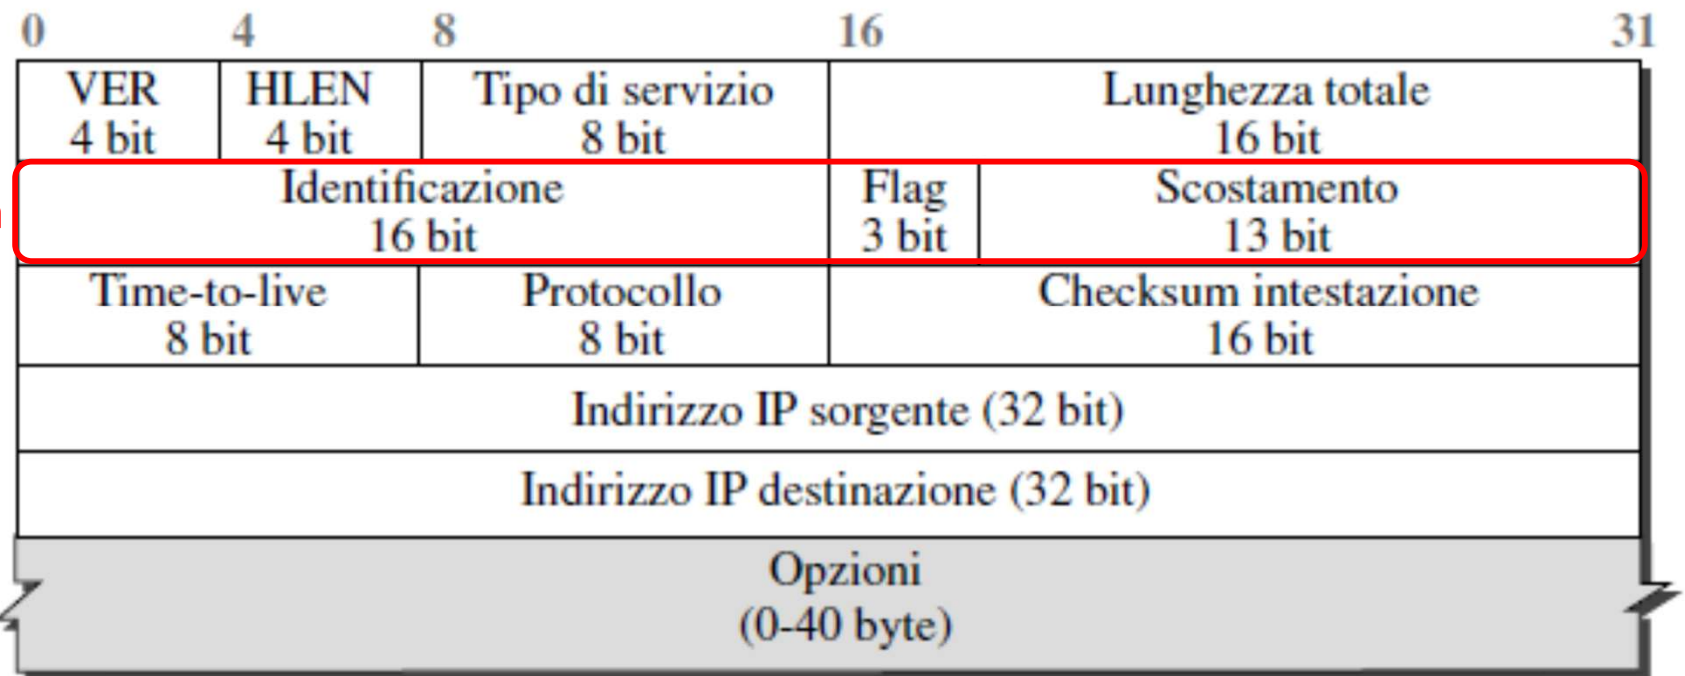 0 4 8 16 31
VER HLEN Tipo di servizio Lunghezza totale
4 bit 4 bit 8 bit 16 bit
Identificazione Flag Scostamento
16 bit 3 bit 13 bit
Time-to-live Protocollo Checksum intestazione
8 bit 8 bit 16 bit
Indirizzo IP sorgente (32 bit)
Indirizzo IP destinazione (32 bit)
Opzioni
(0-40 byte)